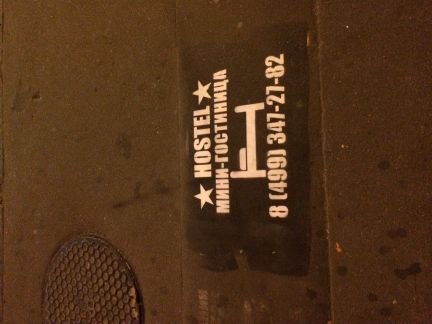 ★ HOSTEL ★
МИНИ-ГОСТИНИЦА
8 (499) 347-27-82